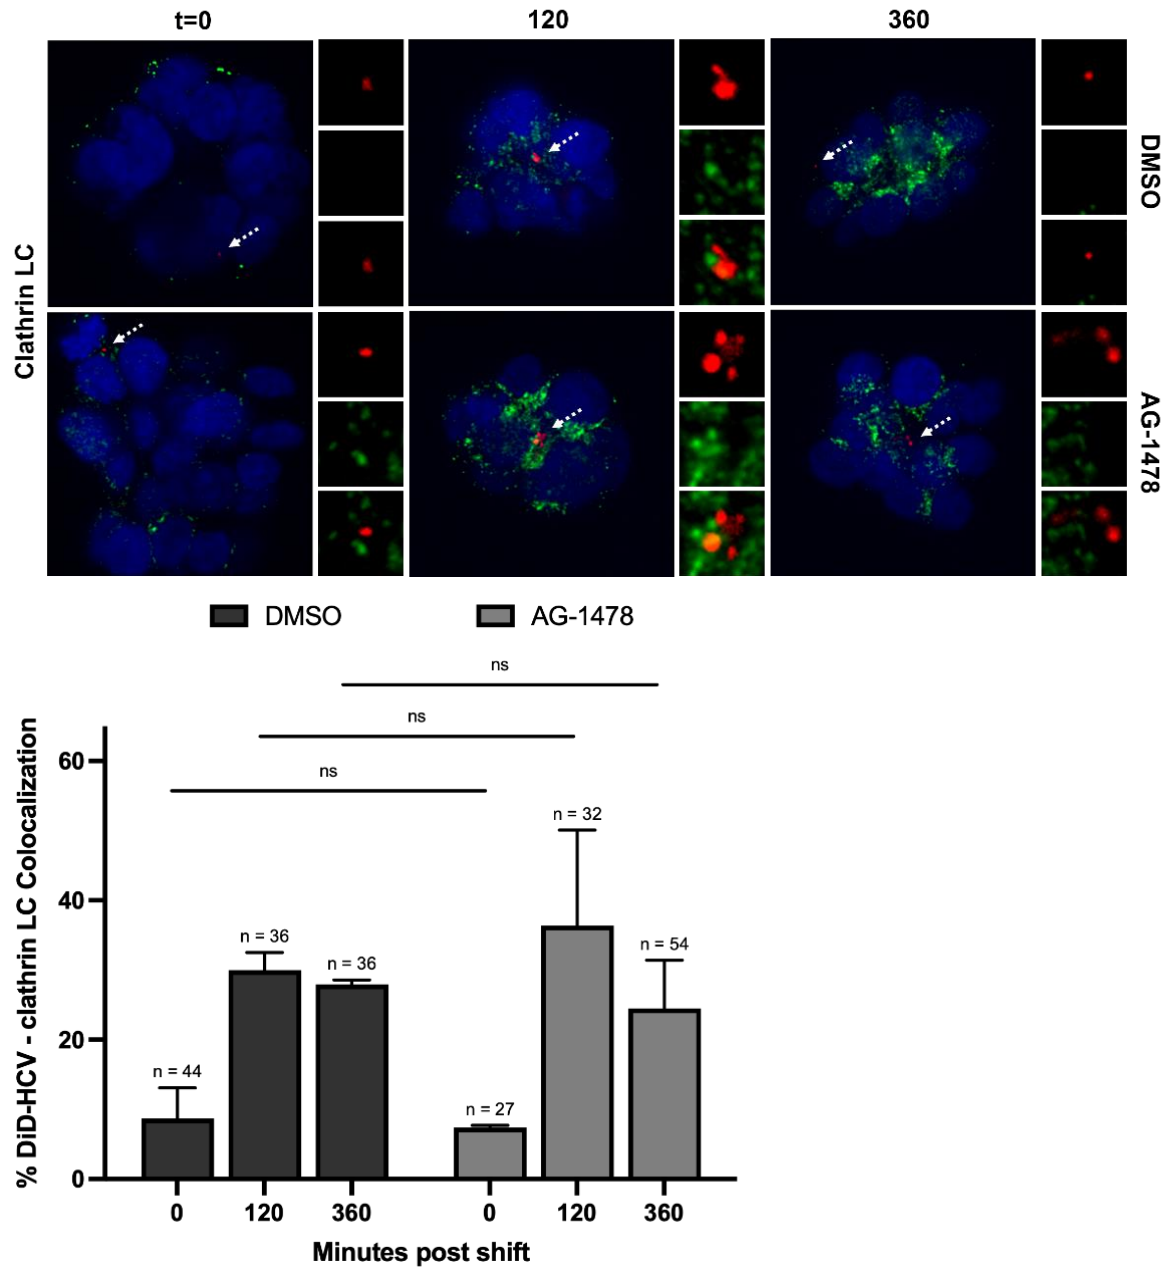 t=0
120
360
Clathrin LC
DMSO
AG-1478
DMSO
AG-1478
ns
ns
ns
% DiD-HCV - clathrin LC Colocalization
60
40
20
0
n = 44
n = 36
n = 36
n = 27
n = 32
n = 54
0
120
360
0
120
360
Minutes post shift